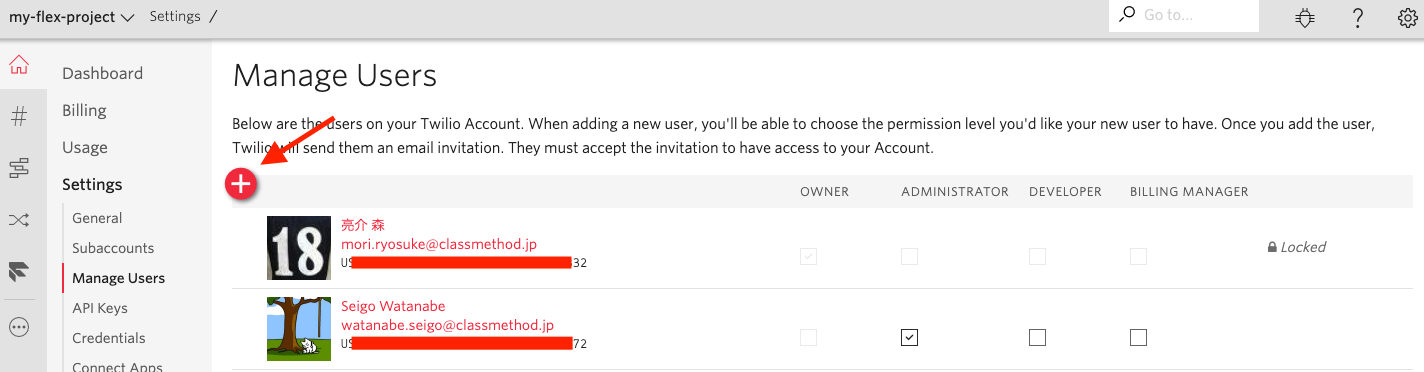 my-flex-project
Settings /
Go to...
Dashboard
Billing
Usage
Settings
General
Subaccounts
Manage Users
API Keys
Credentials
Connect Apps
Manage Users
Below are the users on your Twilio Account. When adding a new user, you'll be able to choose the permission level you'd like your new user to have. Once you add the user,
Twilio will send them an email invitation. They must accept the invitation to have access to your Account.
OWNER ADMINISTRATOR DEVELOPER BILLING MANAGER
18
亮介 森
mori.ryosuke@classmethod.jp
US 32
Locked
Seigo Watanabe
watanabe.seigo@classmethod.jp
US 72